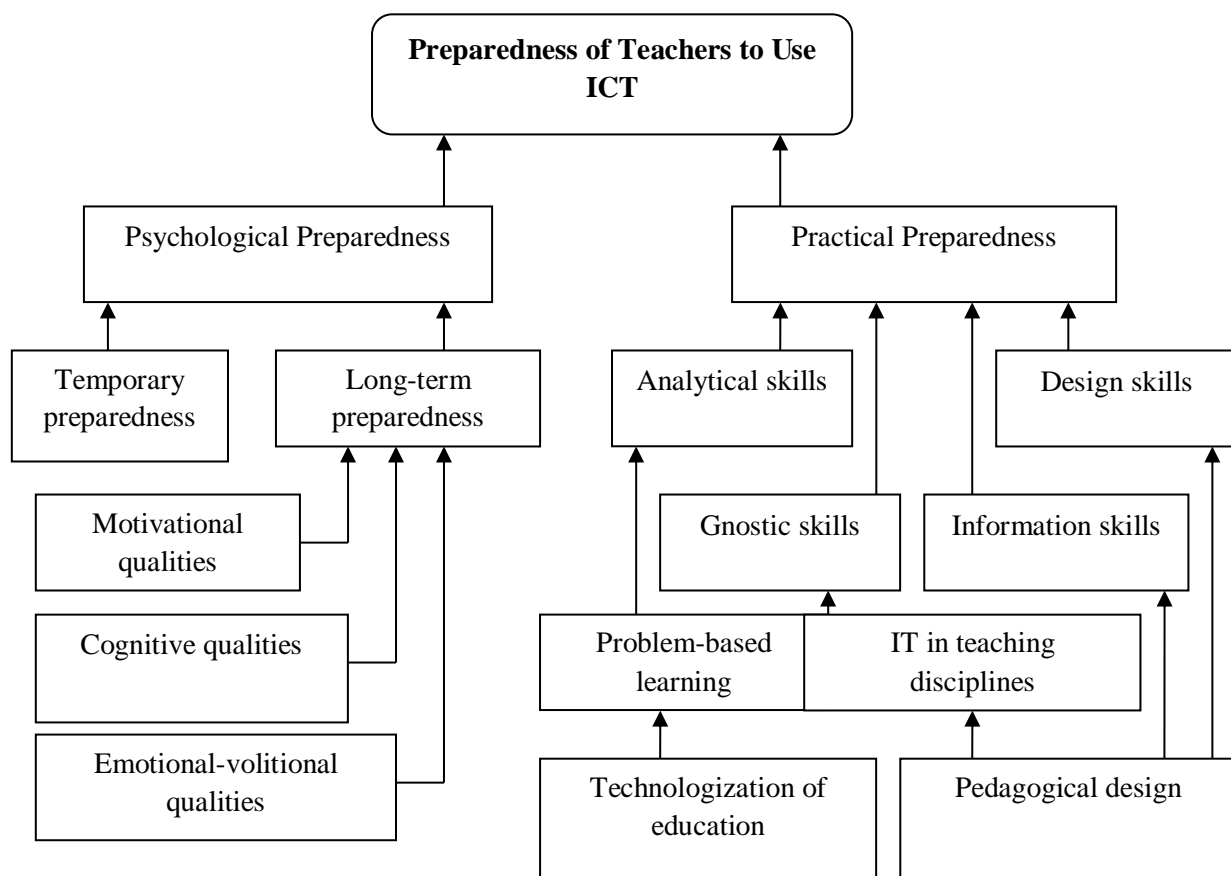 Preparedness of Teachers to Use
ICT
Psychological Preparedness
Practical Preparedness
Temporary
preparedness
Long-term
preparedness
Analytical skills
Design skills
Motivational
qualities
Gnostic skills
Information skills
Cognitive qualities
Problem-based
learning
IT in teaching
disciplines
Emotional-volitional
qualities
Technologization of
education
Pedagogical design